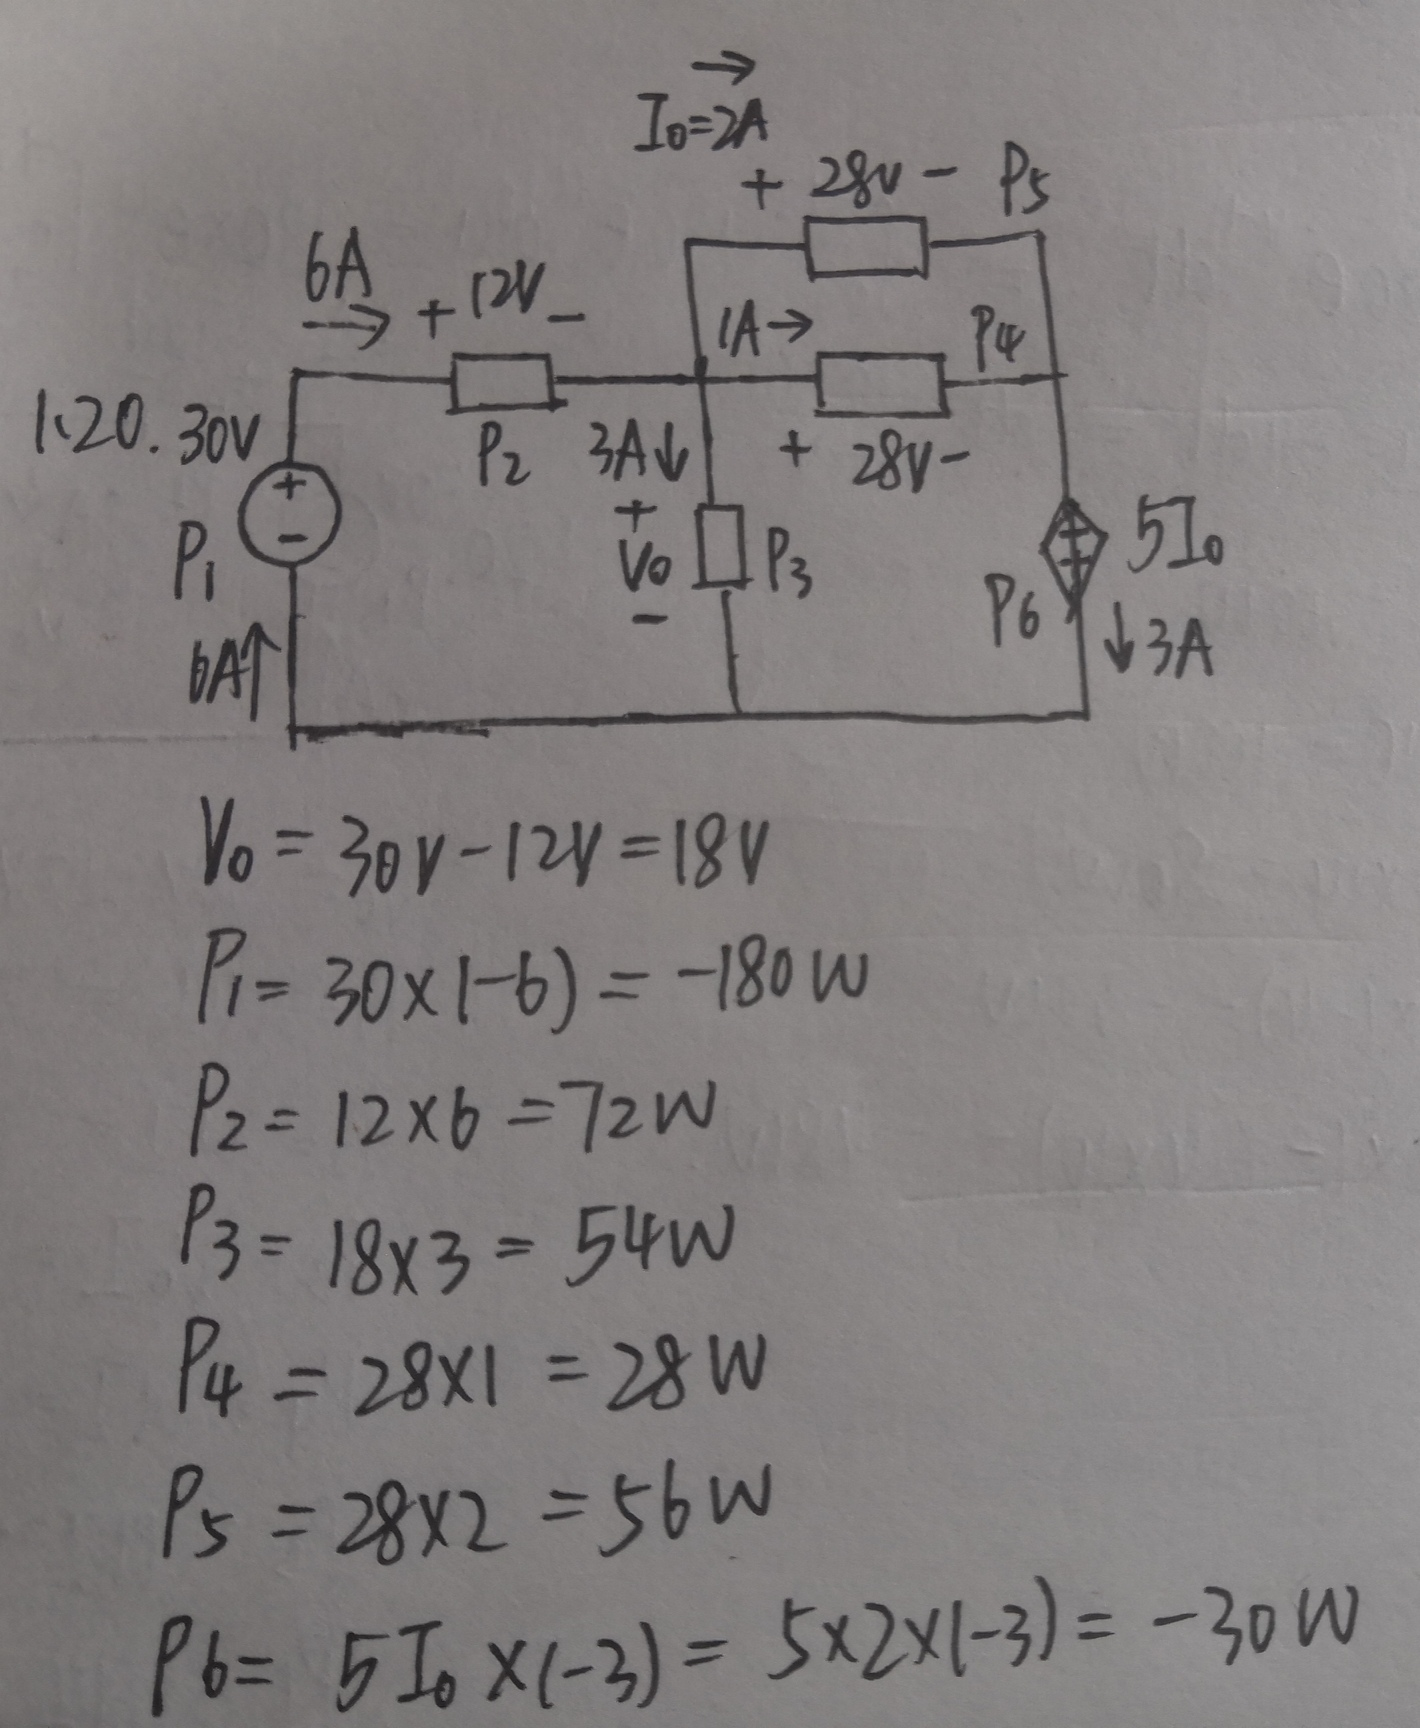 →
I₀=2A
+ 28V - P5
6A
→ + 12V -
1A→ P4
1.20. 30V
P2 3A↓ + 28V -
+
-
P1
+
V0
-
P3
5I₀
P6
6A↑
↓3A
V₀ = 30V-12V=18V
P1= 30×(-6) = -180W
P2= 12×6 =72W
P3= 18×3 = 54W
P4 = 28×1 = 28W
P5 =28×2 =56W
P6= 5I₀×(-3) = 5×2×(-3)= -30W